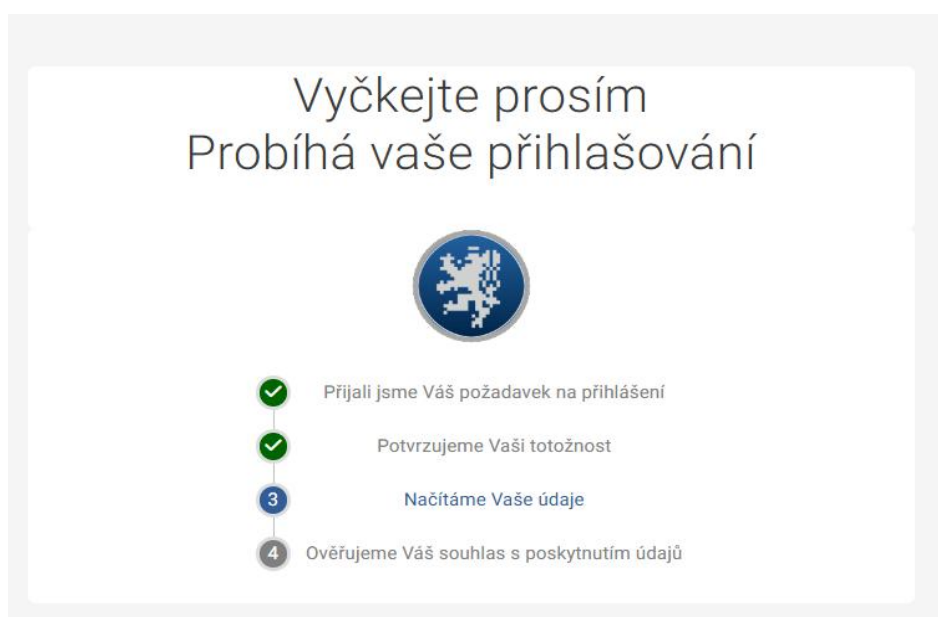 Vyčkejte prosím
Probíhá vaše přihlašování
Přijali jsme Váš požadavek na přihlášení
Potvrzujeme Vaši totožnost
3 Načítáme Vaše údaje
4 Ověřujeme Váš souhlas s poskytnutím údajů